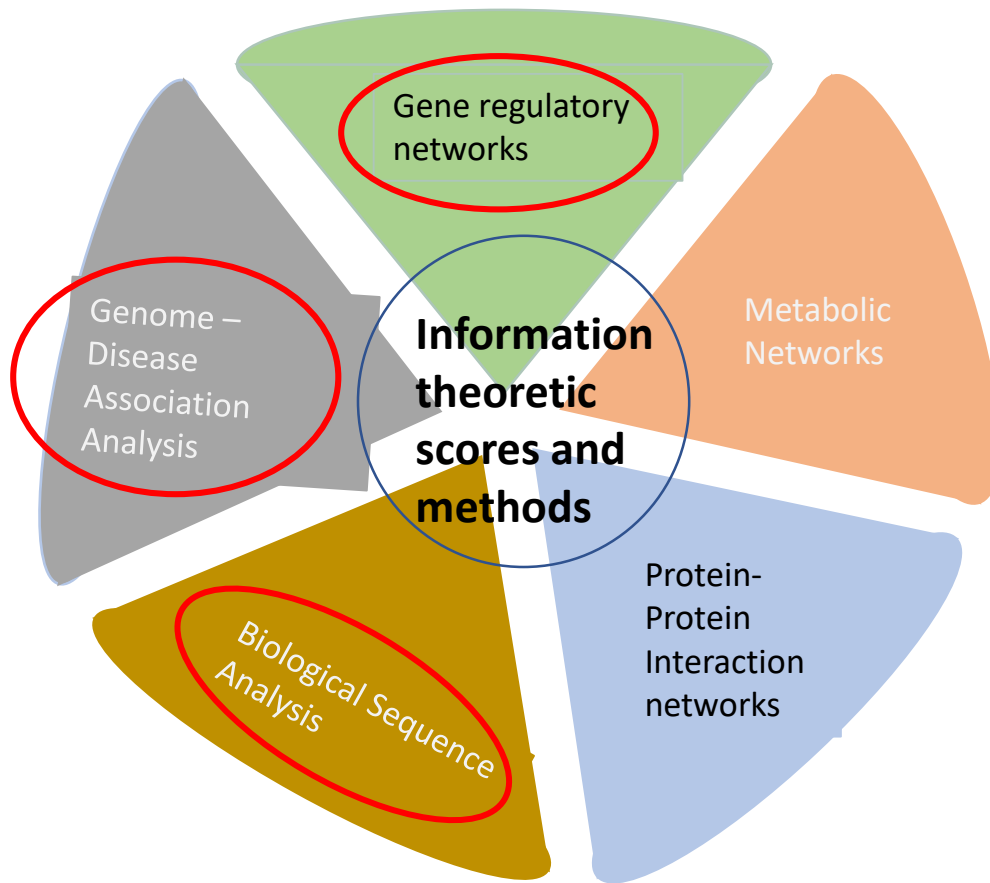 Gene regulatory
networks
Metabolic
Networks
Genome –
Disease
Association
Analysis
Information
theoretic
scores and
methods
Protein-
Protein
Interaction
networks
Biological Sequence
Analysis